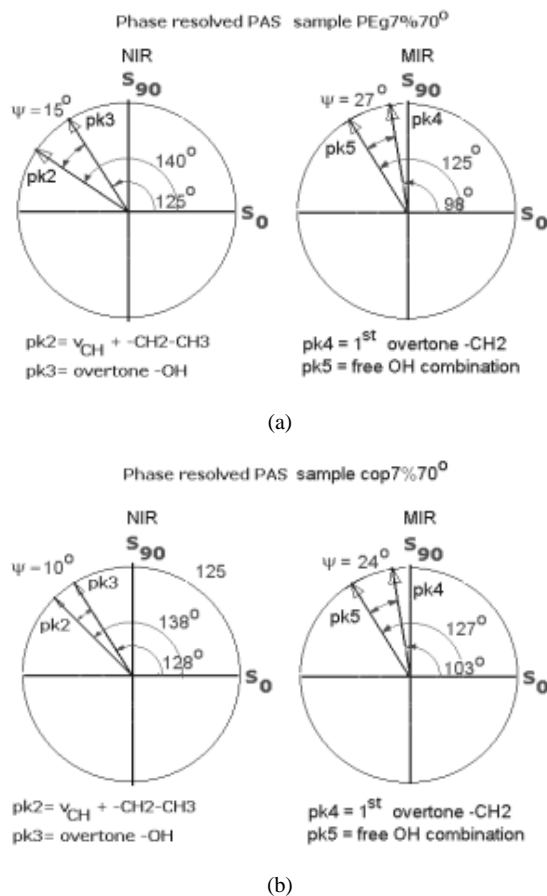 Phase resolved PAS sample PEg7%70°
NIR
S90
Ψ = 15°
pk3
pk2
140°
125°
S0
pk2= νCH + -CH2-CH3
pk3= overtone -OH
MIR
S90
Ψ = 27°
pk4
pk5
125°
98°
S0
pk4 = 1st overtone -CH2
pk5 = free OH combination
(a)
Phase resolved PAS sample cop7%70°
NIR
S90
125
Ψ = 10°
pk3
pk2
138°
128°
S0
pk2= νCH + -CH2-CH3
pk3= overtone -OH
MIR
S90
Ψ = 24°
pk4
pk5
127°
103°
S0
pk4 = 1st overtone -CH2
pk5 = free OH combination
(b)